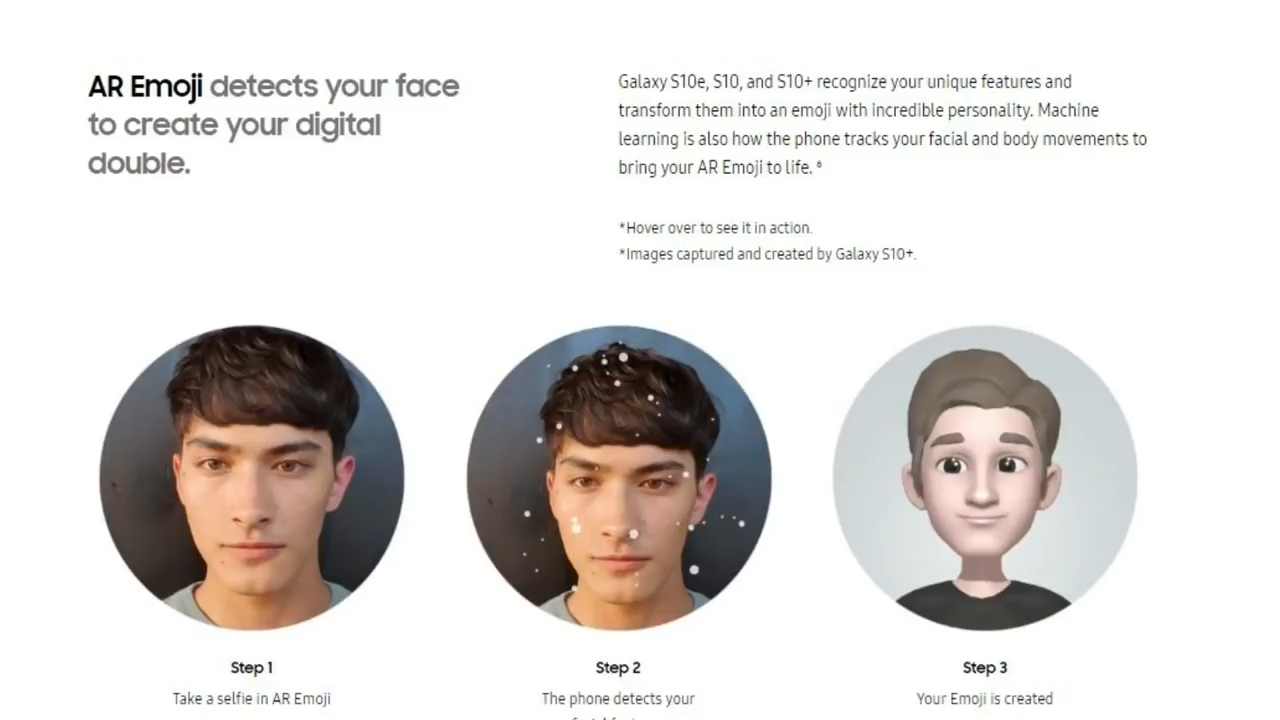 AR Emoji detects your face
to create your digital
double.
Galaxy S10e, S10, and S10+ recognize your unique features and
transform them into an emoji with incredible personality. Machine
learning is also how the phone tracks your facial and body movements to
bring your AR Emoji to life. ⁶
*Hover over to see it in action.
*Images captured and created by Galaxy S10+.
Step 1
Take a selfie in AR Emoji
Step 2
The phone detects your
Step 3
Your Emoji is created